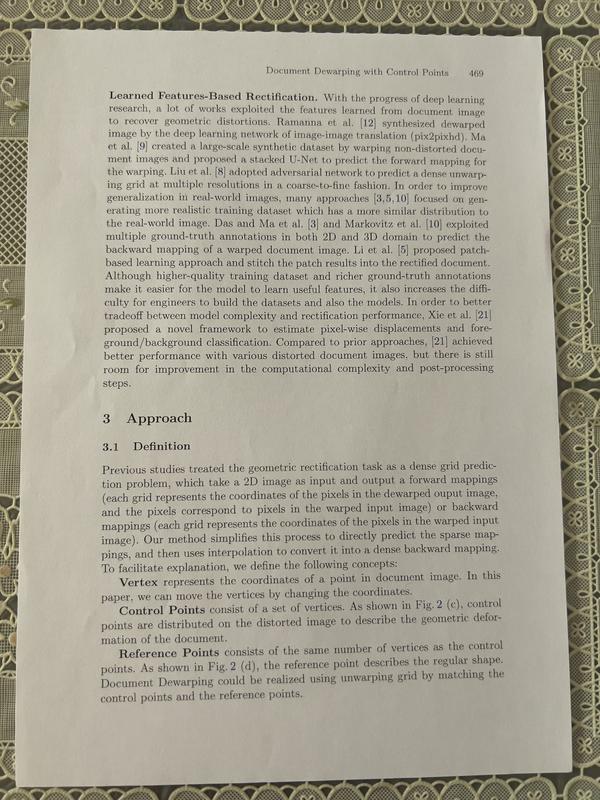 Document Dewarping with Control Points 469
Learned Features-Based Rectification. With the progress of deep learning
research, a lot of works exploited the features learned from document image
to recover geometric distortions. Ramanna et al. [12] synthesized dewarped
image by the deep learning network of image-image translation (pix2pixhd). Ma
et al. [9] created a large-scale synthetic dataset by warping non-distorted docu-
ment images and proposed a stacked U-Net to predict the forward mapping for
the warping. Liu et al. [8] adopted adversarial network to predict a dense unwarp-
ing grid at multiple resolutions in a coarse-to-fine fashion. In order to improve
generalization in real-world images, many approaches [3,5,10] focused on gen-
erating more realistic training dataset which has a more similar distribution to
the real-world image. Das and Ma et al. [3] and Markovitz et al. [10] exploited
multiple ground-truth annotations in both 2D and 3D domain to predict the
backward mapping of a warped document image. Li et al. [5] proposed patch-
based learning approach and stitch the patch results into the rectified document.
Although higher-quality training dataset and richer ground-truth annotations
make it easier for the model to learn useful features, it also increases the diffi-
culty for engineers to build the datasets and also the models. In order to better
tradeoff between model complexity and rectification performance, Xie et al. [21]
proposed a novel framework to estimate pixel-wise displacements and fore-
ground/background classification. Compared to prior approaches, [21] achieved
better performance with various distorted document images, but there is still
room for improvement in the computational complexity and post-processing
steps.
3 Approach
3.1 Definition
Previous studies treated the geometric rectification task as a dense grid predic-
tion problem, which take a 2D image as input and output a forward mappings
(each grid represents the coordinates of the pixels in the dewarped ouput image,
and the pixels correspond to pixels in the warped input image) or backward
mappings (each grid represents the coordinates of the pixels in the warped input
image). Our method simplifies this process to directly predict the sparse map-
pings, and then uses interpolation to convert it into a dense backward mapping.
To facilitate explanation, we define the following concepts:
Vertex represents the coordinates of a point in document image. In this
paper, we can move the vertices by changing the coordinates.
Control Points consist of a set of vertices. As shown in Fig. 2 (c), control
points are distributed on the distorted image to describe the geometric defor-
mation of the document.
Reference Points consists of the same number of vertices as the control
points. As shown in Fig. 2 (d), the reference point describes the regular shape.
Document Dewarping could be realized using unwarping grid by matching the
control points and the reference points.